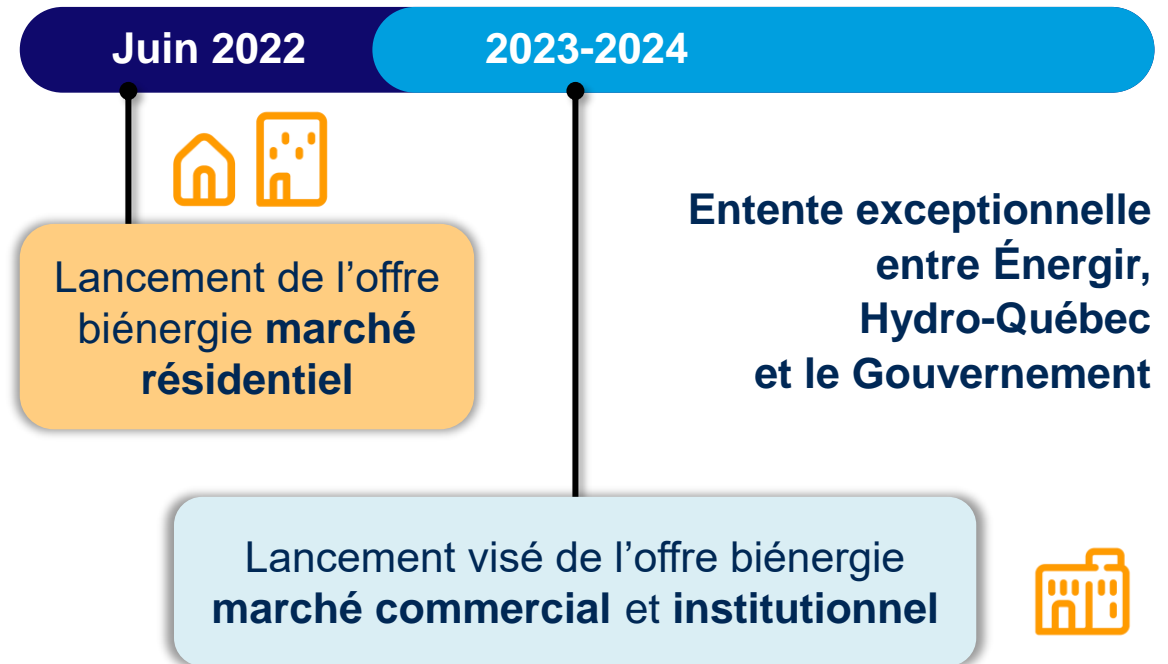 Juin 2022
2023-2024
Entente exceptionnelle
entre Énergir,
Hydro-Québec
et le Gouvernement
Lancement de l’offre
biénergie marché
résidentiel
Lancement visé de l’offre biénergie
marché commercial et institutionnel